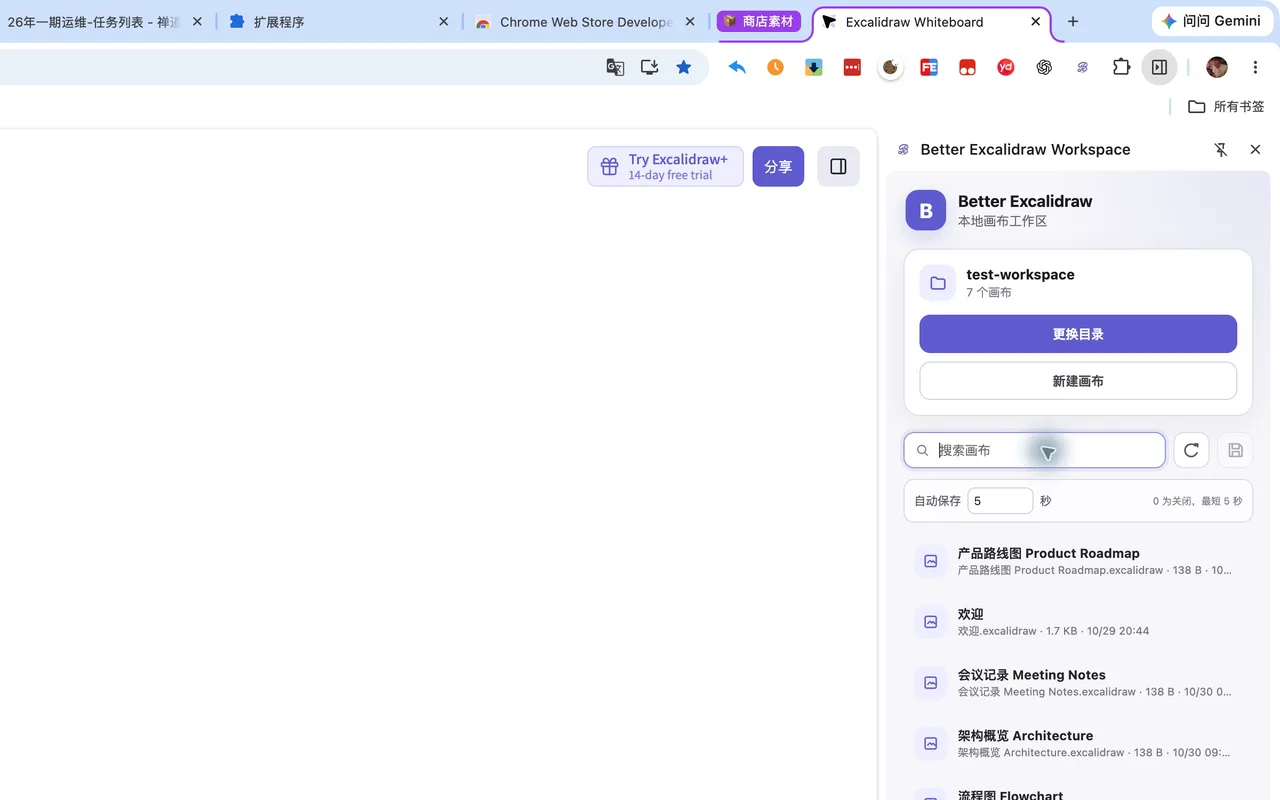 26年一期运维-任务列表 - 禅道
扩展程序
Chrome Web Store Develope
商店素材
Excalidraw Whiteboard
问问 Gemini
FE
yd
所有书签
Try Excalidraw+
14-day free trial
分享
Better Excalidraw Workspace
B
Better Excalidraw
本地画布工作区
test-workspace
7 个画布
更换目录
新建画布
搜索画布
自动保存 5 秒 0 为关闭，最短 5 秒
产品路线图 Product Roadmap
产品路线图 Product Roadmap.excalidraw · 138 B · 10...
欢迎
欢迎.excalidraw · 1.7 KB · 10/29 20:44
会议记录 Meeting Notes
会议记录 Meeting Notes.excalidraw · 138 B · 10/30 0...
架构概览 Architecture
架构概览 Architecture.excalidraw · 138 B · 10/30 09:...
流程图 Flowchart